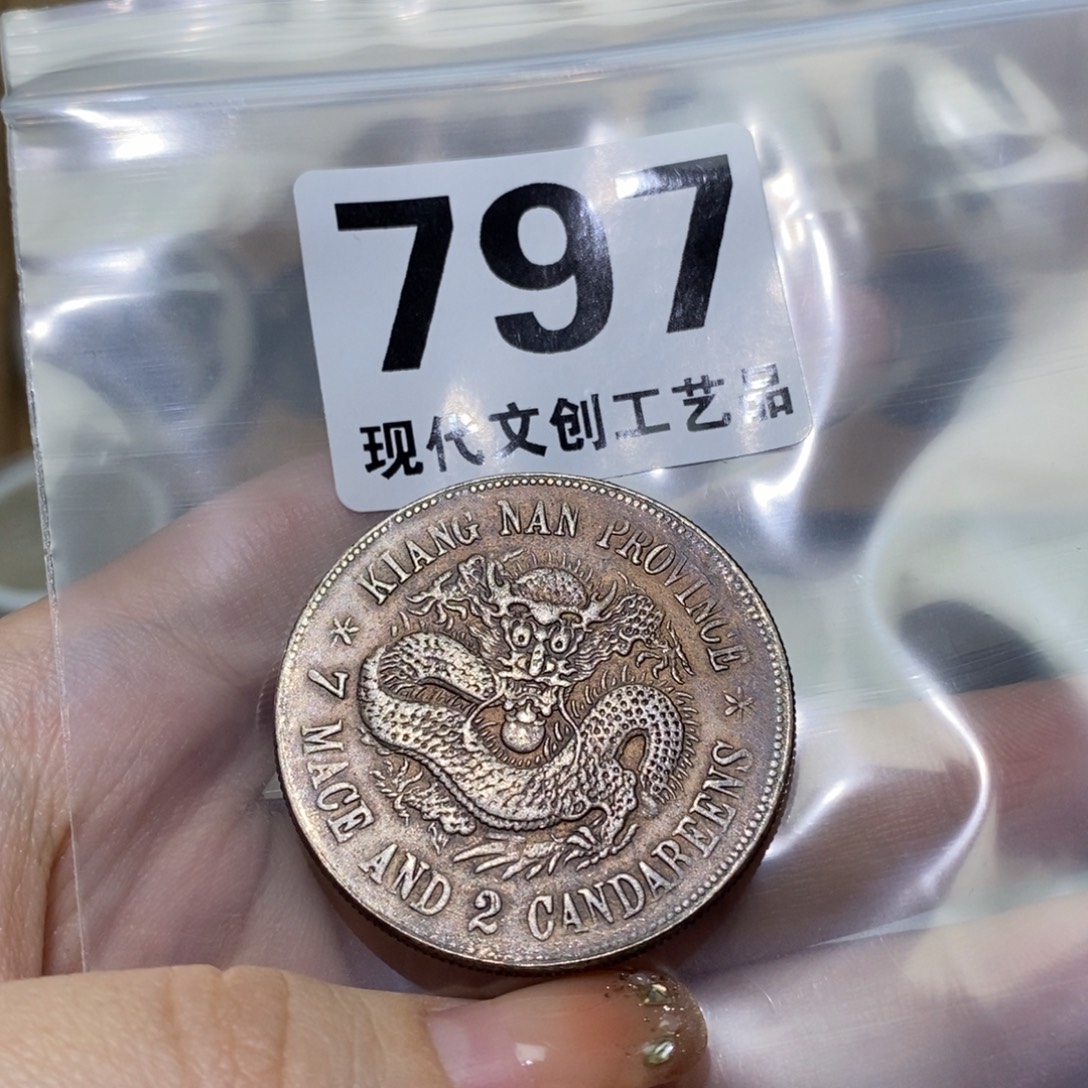 797
现代文创工艺品
KIANG NAN PROVINCE
* 7 MACE AND 2 CANDAREENS *